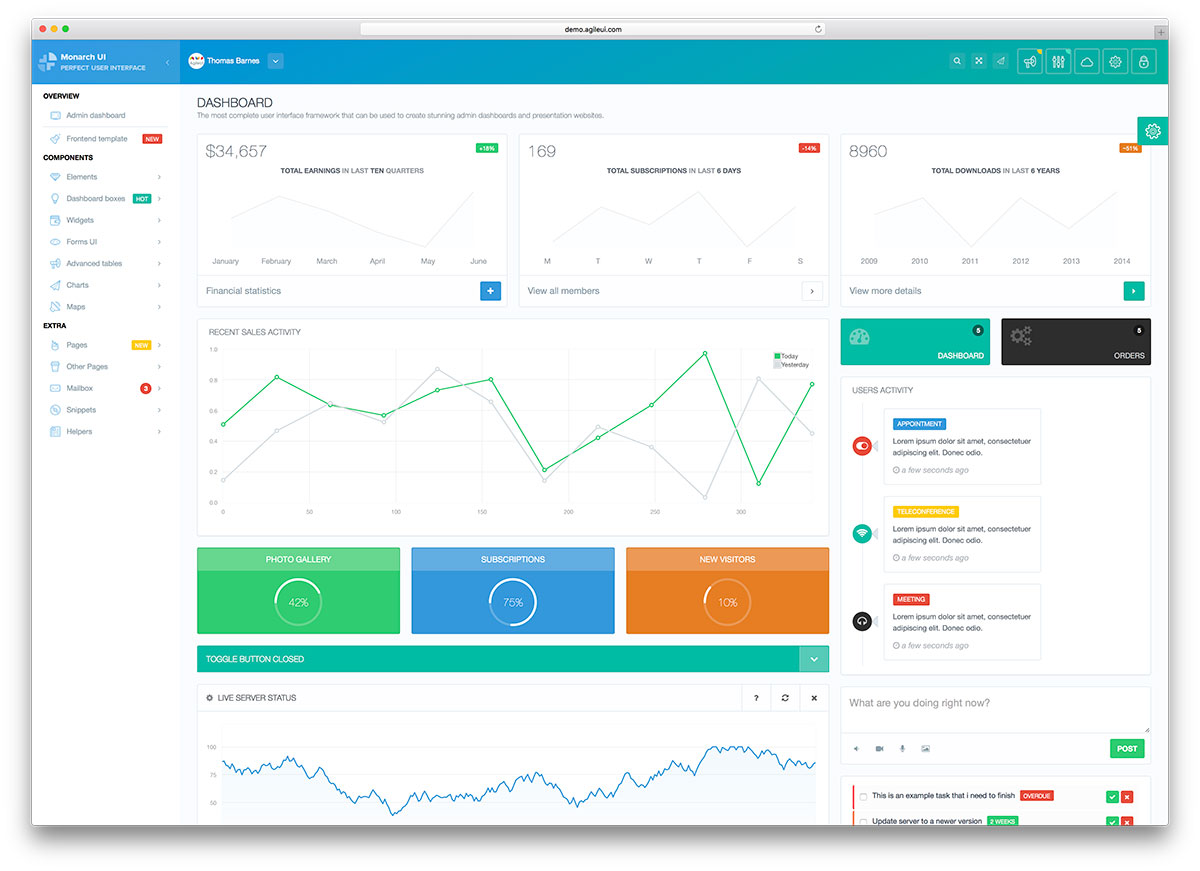 demo.agileui.com
Monarch UI
PERFECT USER INTERFACE
Thomas Barnes
OVERVIEW
Admin dashboard
Frontend template NEW
COMPONENTS
Elements
Dashboard boxes HOT
Widgets
Forms UI
Advanced tables
Charts
Maps
EXTRA
Pages NEW
Other Pages
Mailbox 3
Snippets
Helpers
DASHBOARD
The most complete user interface framework that can be used to create stunning admin dashboards and presentation websites.
$34,657 +18%
TOTAL EARNINGS IN LAST TEN QUARTERS
January February March April May June
Financial statistics
169 -14%
TOTAL SUBSCRIPTIONS IN LAST 6 DAYS
M T W T F S
View all members
8960 -51%
TOTAL DOWNLOADS IN LAST 6 YEARS
2009 2010 2011 2012 2013 2014
View more details
RECENT SALES ACTIVITY
Today
Yesterday
1.0
0.8
0.6
0.4
0.2
0.0
0 50 100 150 200 250 300
5
DASHBOARD
5
ORDERS
USERS ACTIVITY
APPOINTMENT
Lorem ipsum dolor sit amet, consectetuer
adipiscing elit. Donec odio.
a few seconds ago
TELECONFERENCE
Lorem ipsum dolor sit amet, consectetuer
adipiscing elit. Donec odio.
a few seconds ago
MEETING
Lorem ipsum dolor sit amet, consectetuer
adipiscing elit. Donec odio.
a few seconds ago
PHOTO GALLERY
42%
SUBSCRIPTIONS
75%
NEW VISITORS
10%
TOGGLE BUTTON CLOSED
LIVE SERVER STATUS
?
100
75
50
What are you doing right now?
POST
This is an example task that i need to finish OVERDUE
Update server to a newer version 2 WEEKS